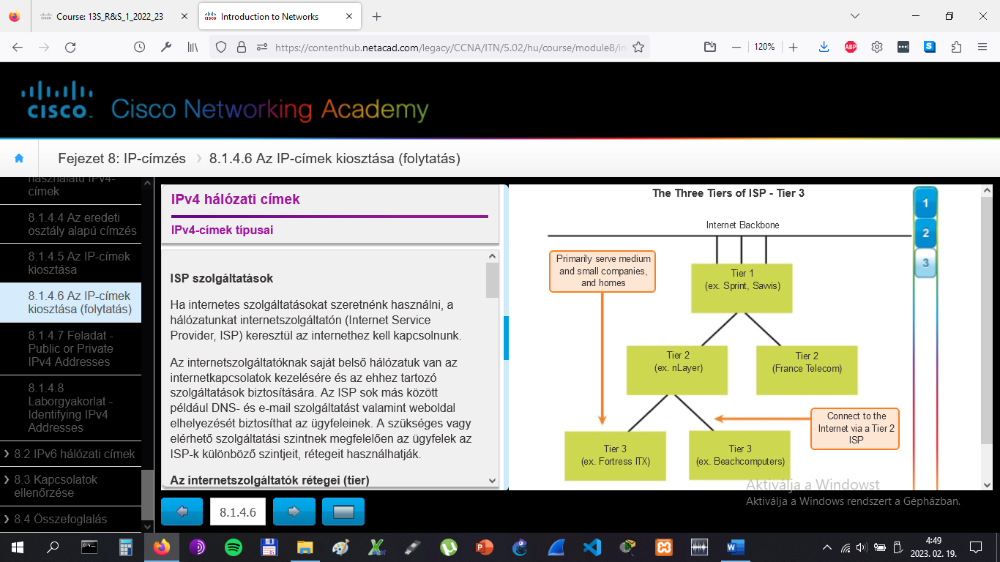 Course: 13S_R&S_1_2022_23
Introduction to Networks
https://contenthub.netacad.com/legacy/CCNA/ITN/5.02/hu/course/module8/in
120%
ABP
S
CISCO
Cisco Networking Academy
Fejezet 8: IP-címzés
8.1.4.6 Az IP-címek kiosztása (folytatás)
használatú IPv4-
címek
8.1.4.4 Az eredeti
osztály alapú címzés
8.1.4.5 Az IP-címek
kiosztása
8.1.4.6 Az IP-címek
kiosztása (folytatás)
8.1.4.7 Feladat -
Public or Private
IPv4 Addresses
8.1.4.8
Laborgyakorlat -
Identifying IPv4
Addresses
8.2 IPv6 hálózati címek
8.3 Kapcsolatok
ellenőrzése
8.4 Összefoglalás
IPv4 hálózati címek
IPv4-címek típusai
ISP szolgáltatások
Ha internetes szolgáltatásokat szeretnénk használni, a
hálózatunkat internetszolgáltatón (Internet Service
Provider, ISP) keresztül az internethez kell kapcsolnunk.
Az internetszolgáltatóknak saját belső hálózatuk van az
internetkapcsolatok kezelésére és az ehhez tartozó
szolgáltatások biztosítására. Az ISP sok más között
például DNS- és e-mail szolgáltatást valamint weboldal
elhelyezését biztosíthat az ügyfeleinek. A szükséges vagy
elérhető szolgáltatási szintnek megfelelően az ügyfelek az
ISP-k különböző szintjeit, rétegeit használhatják.
Az internetszolgáltatók rétegei (tier)
8.1.4.6
The Three Tiers of ISP - Tier 3
Internet Backbone
Primarily serve medium
and small companies,
and homes
Tier 1
(ex. Sprint, Savvis)
Tier 2
(ex. nLayer)
Tier 2
(France Telecom)
Connect to the
Internet via a Tier 2
ISP
Tier 3
(ex. Fortress ITX)
Tier 3
(ex. Beachcomputers)
1
2
3
Aktiválja a Windowst
Aktiválja a Windows rendszert a Gépházban.
4:49
2023. 02. 19.